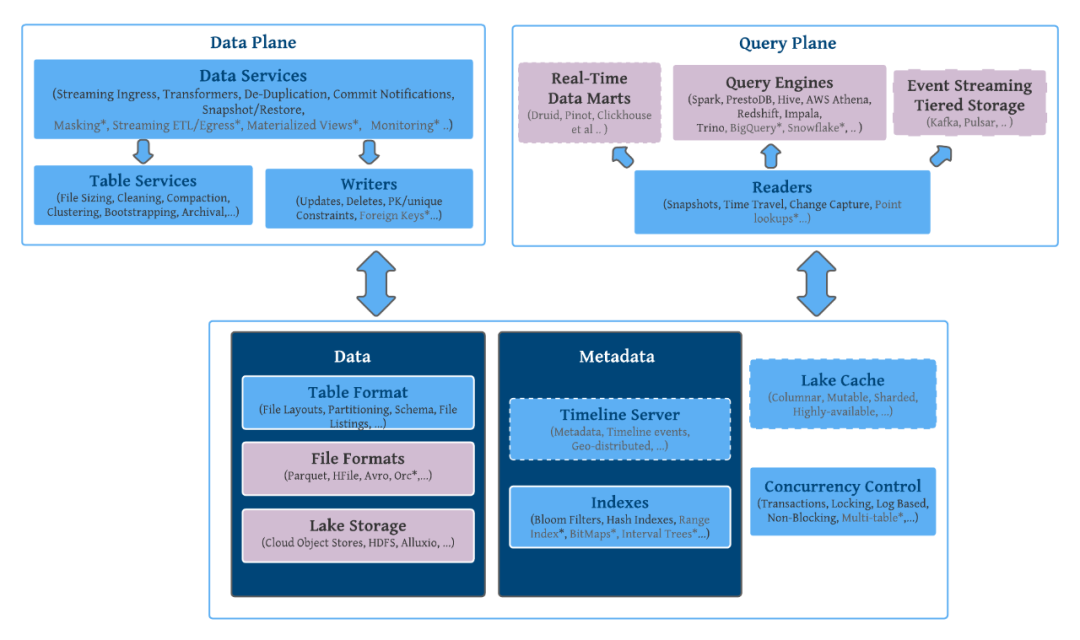 Data Plane
Data Services
(Streaming Ingress, Transformers, De-Duplication, Commit Notifications,
Snapshot/Restore,
Masking*, Streaming ETL/Egress*, Materialized Views*, Monitoring* ..)
Table Services
(File Sizing, Cleaning, Compaction,
Clustering, Bootstrapping, Archival,...)
Writers
(Updates, Deletes, PK/unique
Constraints, Foreign Keys*...)
Query Plane
Real-Time
Data Marts
(Druid, Pinot, Clickhouse
et al .. )
Query Engines
(Spark, PrestoDB, Hive, AWS Athena,
Redshift, Impala,
Trino, BigQuery*, Snowflake*, .. )
Event Streaming
Tiered Storage
(Kafka, Pulsar, .. )
Readers
(Snapshots, Time Travel, Change Capture, Point
lookups*...)
Data
Table Format
(File Layouts, Partitioning, Schema, File
Listings, ...)
File Formats
(Parquet, HFile, Avro, Orc*,...)
Lake Storage
(Cloud Object Stores, HDFS, Alluxio, ...)
Metadata
Timeline Server
(Metadata, Timeline events,
Geo-distributed, ...)
Indexes
(Bloom Filters, Hash Indexes, Range
Index*, BitMaps*, Interval Trees*...)
Lake Cache
(Columnar, Mutable, Sharded,
Highly-available, ...)
Concurrency Control
(Transactions, Locking, Log Based,
Non-Blocking, Multi-table*,...)